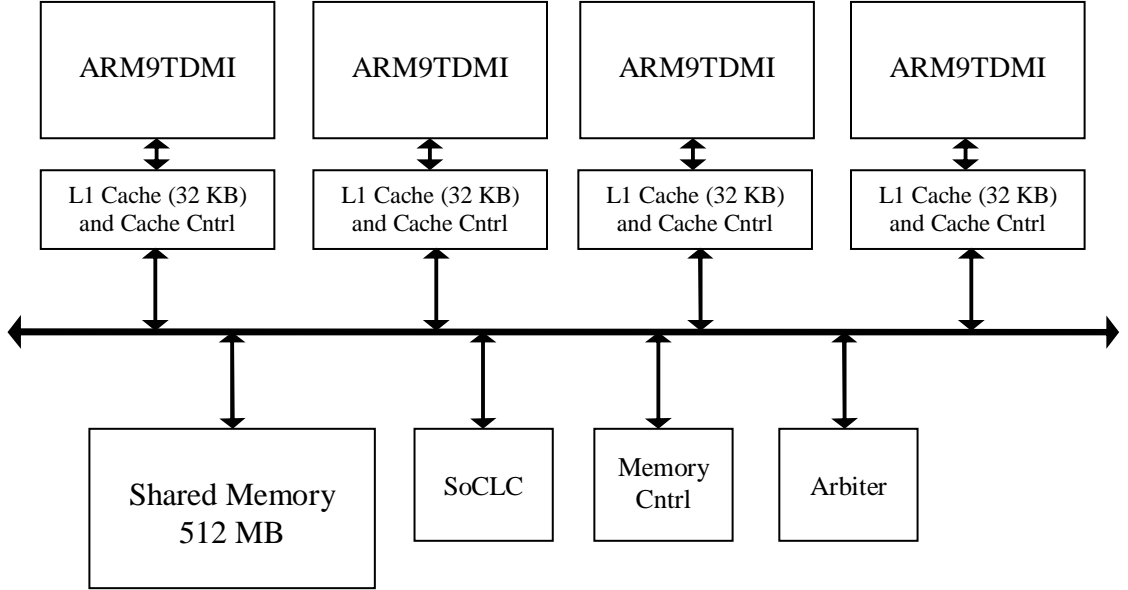 ARM9TDMI
ARM9TDMI
ARM9TDMI
ARM9TDMI
L1 Cache (32 KB)
and Cache Cntrl
L1 Cache (32 KB)
and Cache Cntrl
L1 Cache (32 KB)
and Cache Cntrl
L1 Cache (32 KB)
and Cache Cntrl
Shared Memory
512 MB
SoCLC
Memory
Cntrl
Arbiter